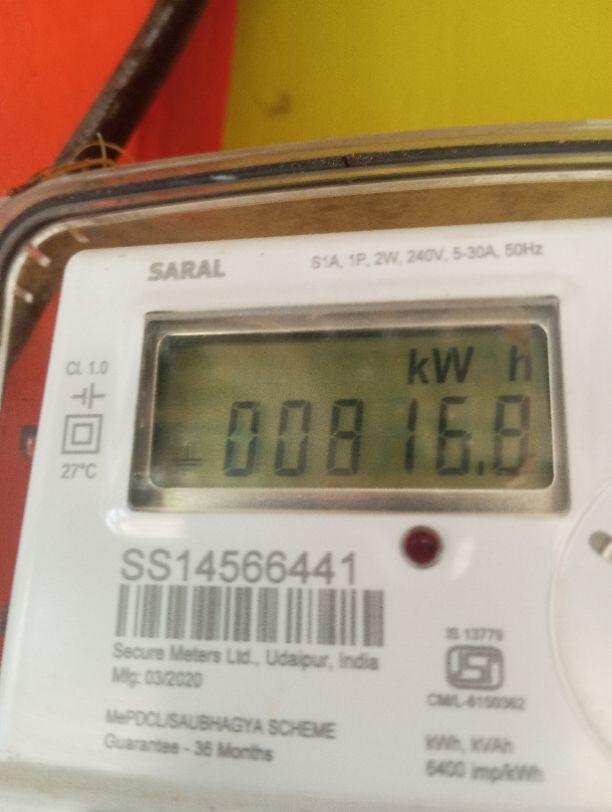 SARAL
S1A, 1P, 2W, 240V, 5-30A, 50Hz
Cl. 1.0
27°C
kW h
00816.8
SS14566441
Secure Meters Ltd., Udaipur, India
Mfg: 03/2020
MePDCL/SAUBHAGYA SCHEME
Guarantee - 36 Months
IS 13779
CM/L-6150362
kWh, kVAh
6400 imp/kWh